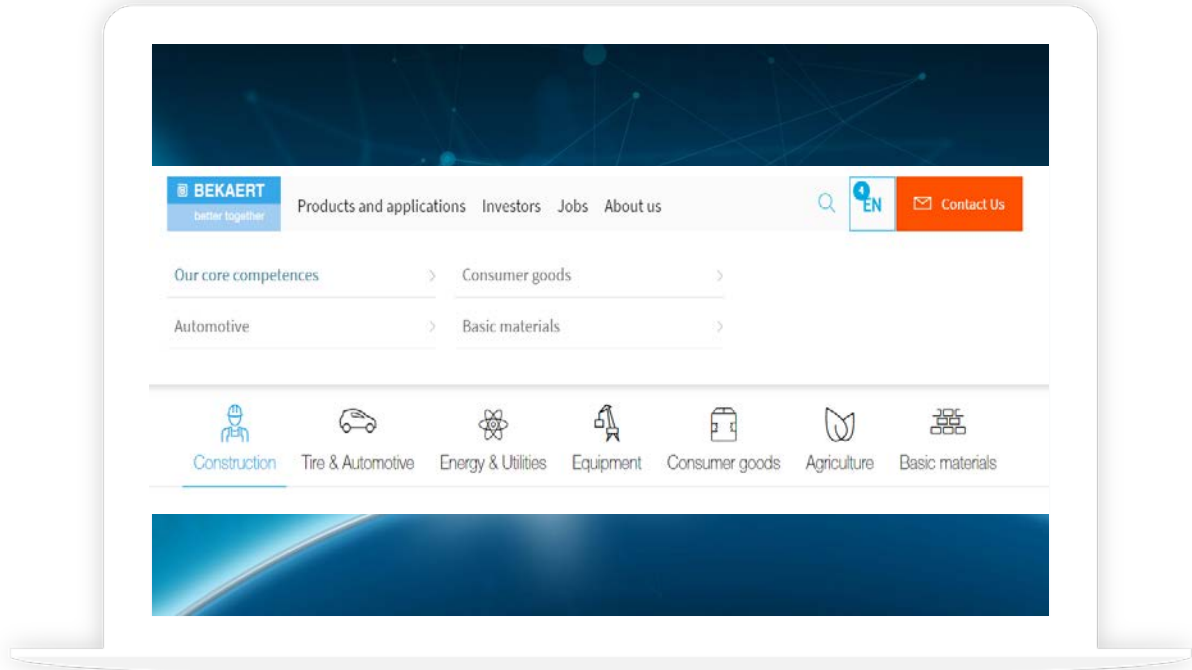 BEKAERT
better together
Products and applications Investors Jobs About us
4
EN
Contact Us
Our core competences
Consumer goods
Automotive
Basic materials
Construction
Tire & Automotive
Energy & Utilities
Equipment
Consumer goods
Agriculture
Basic materials